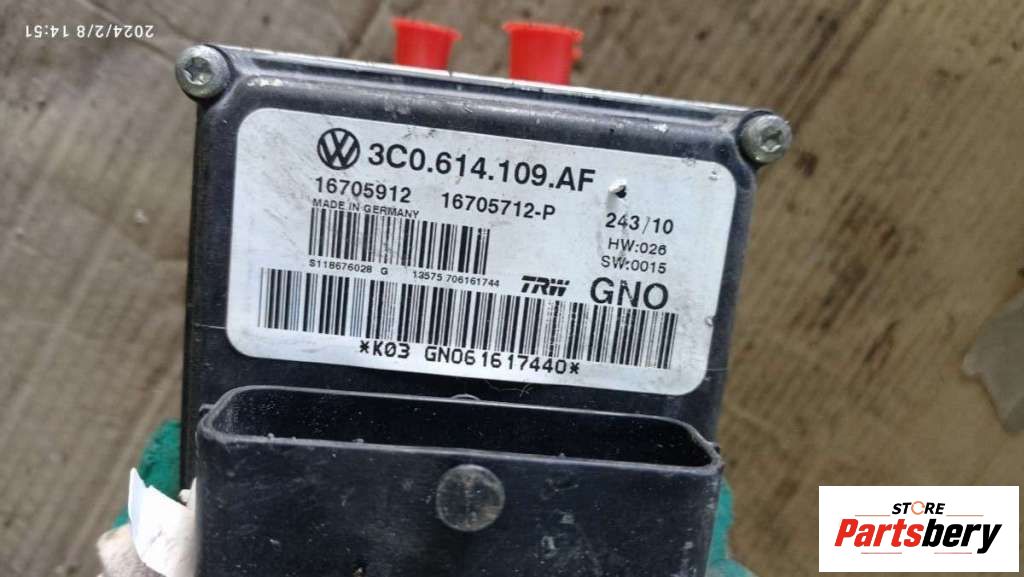 2024/2/8 14:51
3C0.614.109.AF
16705912 16705712-P 243/10
MADE IN GERMANY
HW:026
SW:0015
S118676028 G 13575 706161744
TRW GNO
*K03 GN061617440*
STORE
Partsbery